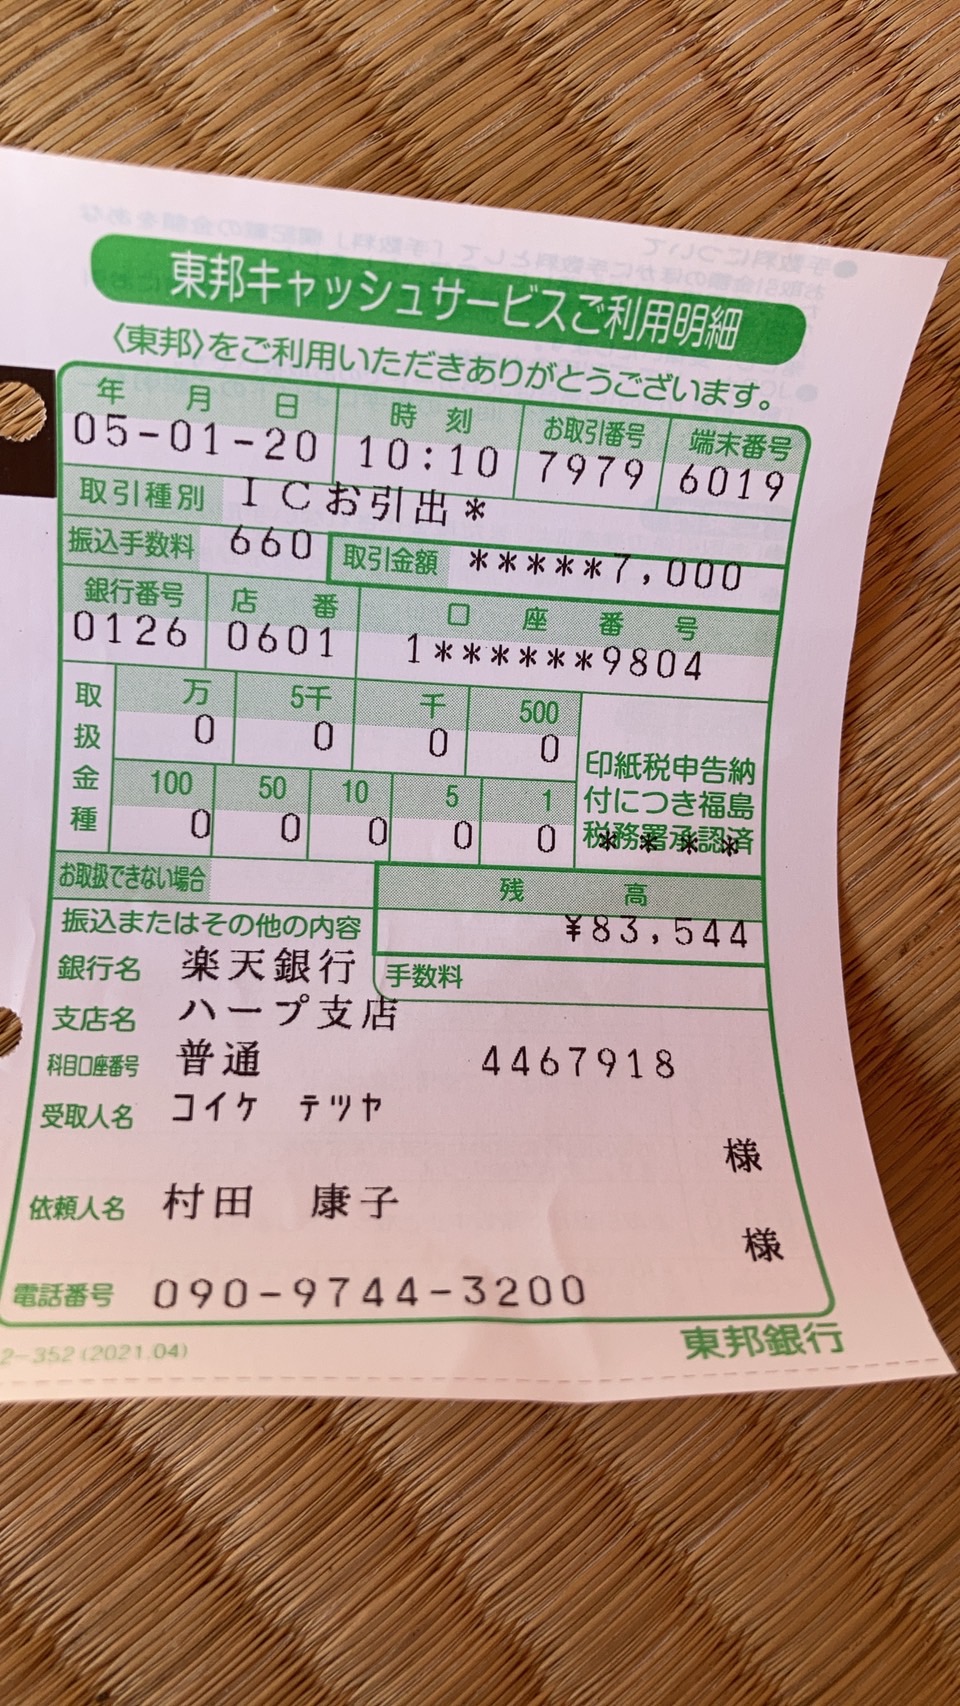 東邦キャッシュサービスご利用明細
〈東邦〉をご利用いただきありがとうございます。
年 月 日 時 刻 お取引番号 端末番号
05-01-20 10:10 7979 6019
取引種別 ICお引出*
振込手数料 660 取引金額 *****7,000
銀行番号 店 番 口 座 番 号
0126 0601 1******9804
取扱金種
万 5千 千 500
0 0 0 0
100 50 10 5 1
0 0 0 0 0
印紙税申告納
付につき福島
税務署承認済
****
お取扱できない場合 残 高
振込またはその他の内容 ¥83,544
銀行名 楽天銀行 手数料
支店名 ハープ支店
科目口座番号 普通 4467918
受取人名 コイケ テツヤ
様
依頼人名 村田 康子
様
電話番号 090-9744-3200
2-352(2021.04) 東邦銀行